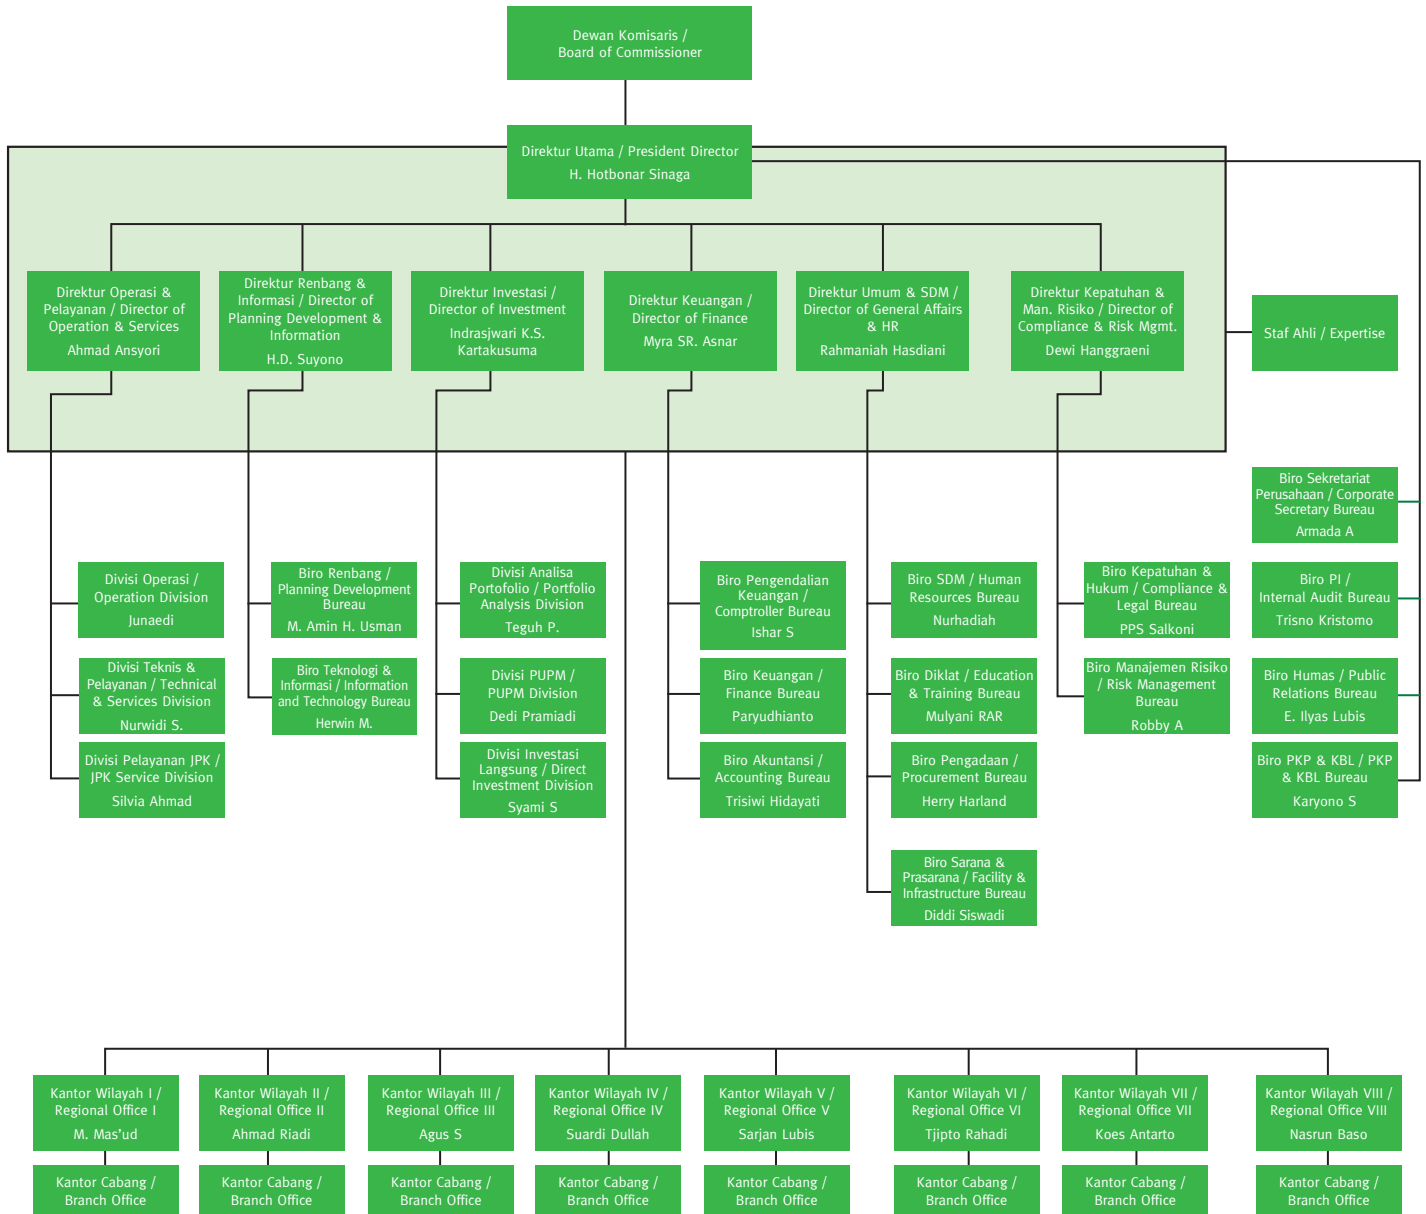 Dewan Komisaris /
Board of Commissioner
Direktur Utama / President Director
H. Hotbonar Sinaga
Direktur Operasi &
Pelayanan / Director of
Operation & Services
Ahmad Ansyori
Direktur Renbang &
Informasi / Director of
Planning Development &
Information
H.D. Suyono
Direktur Investasi /
Director of Investment
Indrasjwari K.S.
Kartakusuma
Direktur Keuangan /
Director of Finance
Myra SR. Asnar
Direktur Umum & SDM /
Director of General Affairs
& HR
Rahmaniah Hasdiani
Direktur Kepatuhan &
Man. Risiko / Director of
Compliance & Risk Mgmt.
Dewi Hanggraeni
Staf Ahli / Expertise
Biro Sekretariat
Perusahaan / Corporate
Secretary Bureau
Armada A
Divisi Operasi /
Operation Division
Junaedi
Biro Renbang /
Planning Development
Bureau
M. Amin H. Usman
Divisi Analisa
Portofolio / Portfolio
Analysis Division
Teguh P.
Biro Pengendalian
Keuangan /
Comptroller Bureau
Ishar S
Biro SDM / Human
Resources Bureau
Nurhadiah
Biro Kepatuhan &
Hukum / Compliance &
Legal Bureau
PPS Salkoni
Biro PI /
Internal Audit Bureau
Trisno Kristomo
Divisi Teknis &
Pelayanan / Technical
& Services Division
Nurwidi S.
Biro Teknologi &
Informasi / Information
and Technology Bureau
Herwin M.
Divisi PUPM /
PUPM Division
Dedi Pramiadi
Biro Keuangan /
Finance Bureau
Paryudhianto
Biro Diklat / Education
& Training Bureau
Mulyani RAR
Biro Manajemen Risiko
/ Risk Management
Bureau
Robby A
Biro Humas / Public
Relations Bureau
E. Ilyas Lubis
Divisi Pelayanan JPK /
JPK Service Division
Silvia Ahmad
Divisi Investasi
Langsung / Direct
Investment Division
Syami S
Biro Akuntansi /
Accounting Bureau
Trisiwi Hidayati
Biro Pengadaan /
Procurement Bureau
Herry Harland
Biro PKP & KBL / PKP
& KBL Bureau
Karyono S
Biro Sarana &
Prasarana / Facility &
Infrastructure Bureau
Diddi Siswadi
Kantor Wilayah I /
Regional Office I
M. Mas’ud
Kantor Wilayah II /
Regional Office II
Ahmad Riadi
Kantor Wilayah III /
Regional Office III
Agus S
Kantor Wilayah IV /
Regional Office IV
Suardi Dullah
Kantor Wilayah V /
Regional Office V
Sarjan Lubis
Kantor Wilayah VI /
Regional Office VI
Tjipto Rahadi
Kantor Wilayah VII /
Regional Office VII
Koes Antarto
Kantor Wilayah VIII /
Regional Office VIII
Nasrun Baso
Kantor Cabang /
Branch Office
Kantor Cabang /
Branch Office
Kantor Cabang /
Branch Office
Kantor Cabang /
Branch Office
Kantor Cabang /
Branch Office
Kantor Cabang /
Branch Office
Kantor Cabang /
Branch Office
Kantor Cabang /
Branch Office